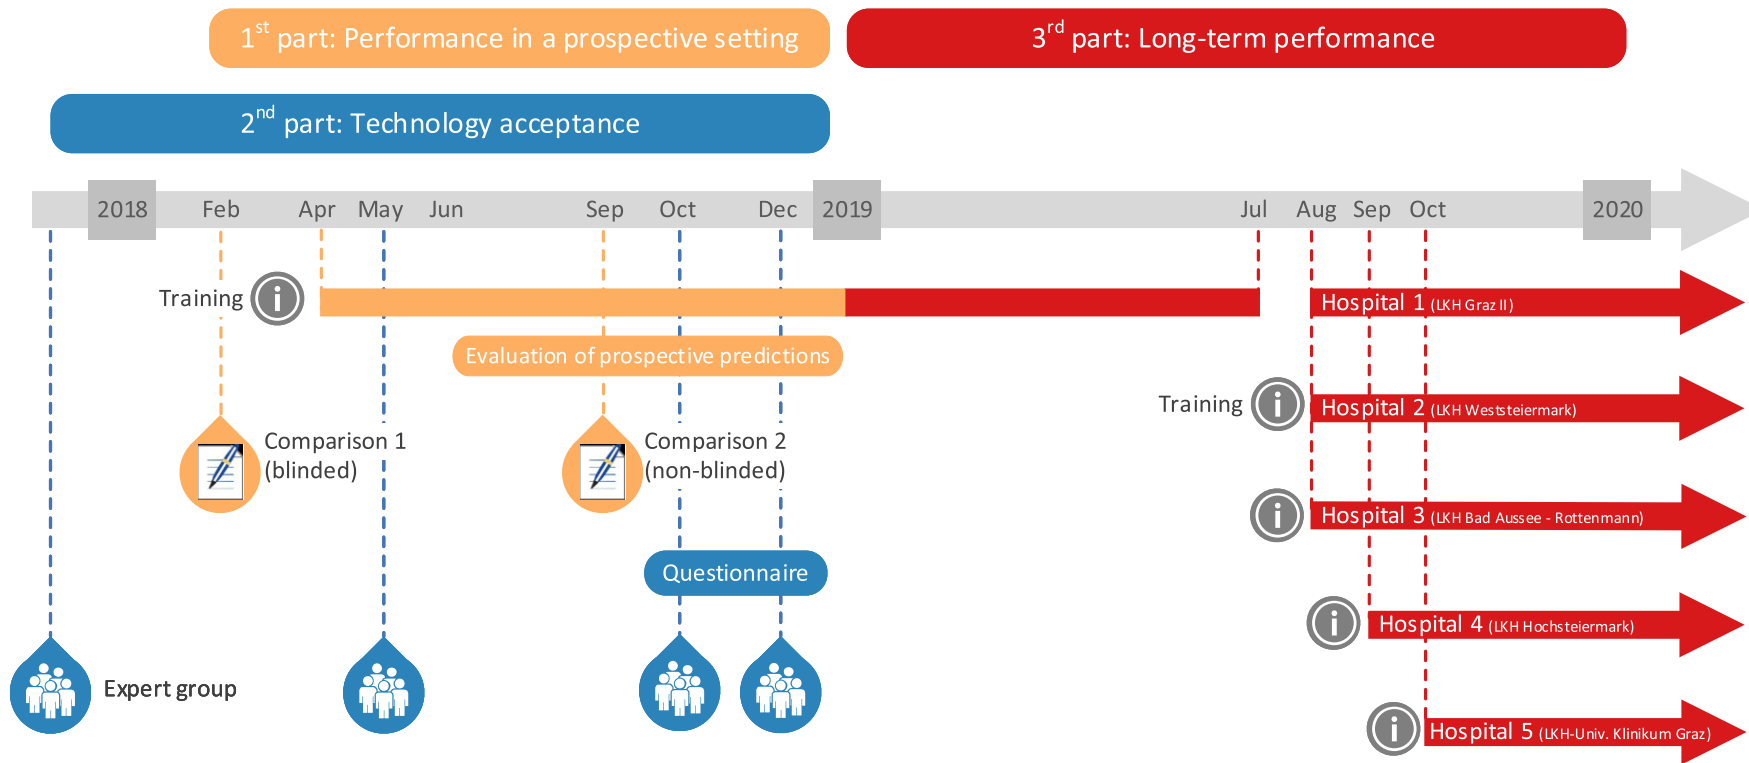 1st part: Performance in a prospective setting
3rd part: Long-term performance
2nd part: Technology acceptance
2018 Feb Apr May Jun Sep Oct Dec 2019 Jul Aug Sep Oct 2020
Training
Hospital 1 (LKH Graz II)
Evaluation of prospective predictions
Training
Hospital 2 (LKH Weststeiermark)
Comparison 1
(blinded)
Comparison 2
(non-blinded)
Hospital 3 (LKH Bad Aussee - Rottenmann)
Questionnaire
Hospital 4 (LKH Hochsteiermark)
Expert group
Hospital 5 (LKH-Univ. Klinikum Graz)